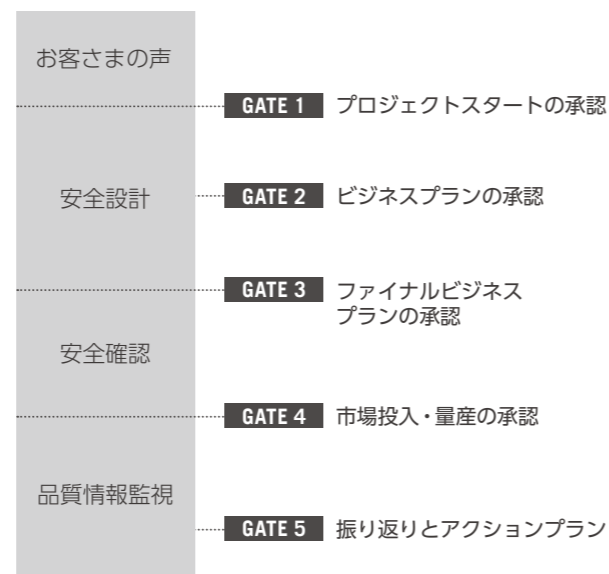 お客さまの声
GATE 1 プロジェクトスタートの承認
安全設計
GATE 2 ビジネスプランの承認
GATE 3 ファイナルビジネス
プランの承認
安全確認
GATE 4 市場投入・量産の承認
品質情報監視
GATE 5 振り返りとアクションプラン